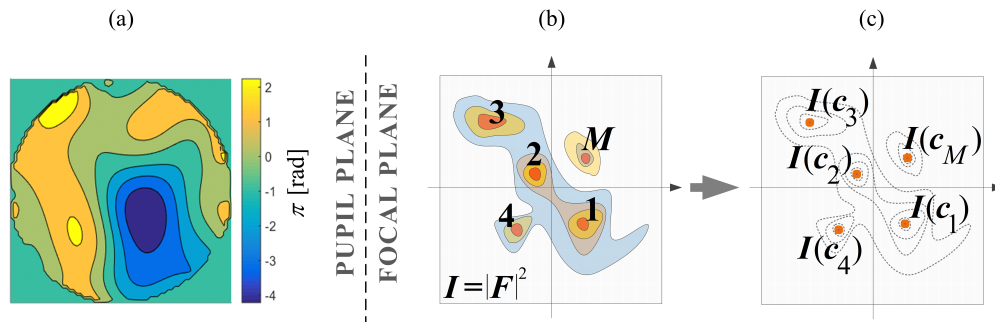 (a)
2
1
0
-1
-2
-3
-4
π [rad]
PUPIL PLANE
FOCAL PLANE
(b)
3
M
2
4
1
I = |F|²
(c)
I(c₃)
I(c₂)
I(c_M)
I(c₁)
I(c₄)